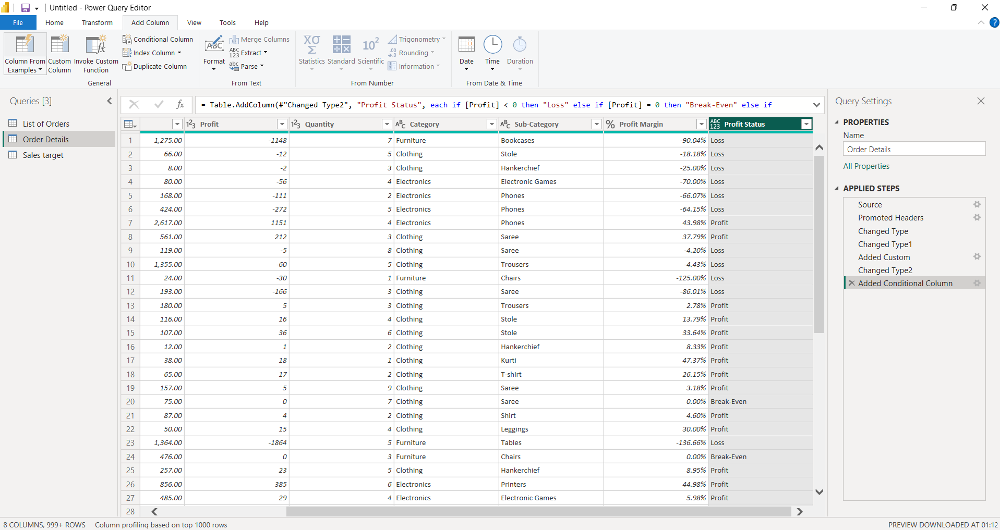 Untitled - Power Query Editor
File Home Transform Add Column View Tools Help
Column From Examples
Custom Column
Invoke Custom Function
Conditional Column
Index Column
Duplicate Column
General
Format
Merge Columns
Extract
Parse
From Text
Statistics
Standard
Scientific
Trigonometry
Rounding
Information
From Number
Date
Time
Duration
From Date & Time
Queries [3]
List of Orders
Order Details
Sales target
= Table.AddColumn(#"Changed Type2", "Profit Status", each if [Profit] < 0 then "Loss" else if [Profit] = 0 then "Break-Even" else if
Profit Quantity Category Sub-Category Profit Margin Profit Status
1 1,275.00 -1148 7 Furniture Bookcases -90.04% Loss
2 66.00 -12 5 Clothing Stole -18.18% Loss
3 8.00 -2 3 Clothing Hankerchief -25.00% Loss
4 80.00 -56 4 Electronics Electronic Games -70.00% Loss
5 168.00 -111 2 Electronics Phones -66.07% Loss
6 424.00 -272 5 Electronics Phones -64.15% Loss
7 2,617.00 1151 4 Electronics Phones 43.98% Profit
8 561.00 212 3 Clothing Saree 37.79% Profit
9 119.00 -5 8 Clothing Saree -4.20% Loss
10 1,355.00 -60 5 Clothing Trousers -4.43% Loss
11 24.00 -30 1 Furniture Chairs -125.00% Loss
12 193.00 -166 3 Clothing Saree -86.01% Loss
13 180.00 5 3 Clothing Trousers 2.78% Profit
14 116.00 16 4 Clothing Stole 13.79% Profit
15 107.00 36 6 Clothing Stole 33.64% Profit
16 12.00 1 2 Clothing Hankerchief 8.33% Profit
17 38.00 18 1 Clothing Kurti 47.37% Profit
18 65.00 17 2 Clothing T-shirt 26.15% Profit
19 157.00 5 9 Clothing Saree 3.18% Profit
20 75.00 0 7 Clothing Saree 0.00% Break-Even
21 87.00 4 2 Clothing Shirt 4.60% Profit
22 50.00 15 4 Clothing Leggings 30.00% Profit
23 1,364.00 -1864 5 Furniture Tables -136.66% Loss
24 476.00 0 3 Furniture Chairs 0.00% Break-Even
25 257.00 23 5 Clothing Hankerchief 8.95% Profit
26 856.00 385 6 Electronics Printers 44.98% Profit
27 485.00 29 4 Electronics Electronic Games 5.98% Profit
28
Query Settings
PROPERTIES
Name
Order Details
All Properties
APPLIED STEPS
Source
Promoted Headers
Changed Type
Changed Type1
Added Custom
Changed Type2
Added Conditional Column
8 COLUMNS, 999+ ROWS Column profiling based on top 1000 rows
PREVIEW DOWNLOADED AT 01:12